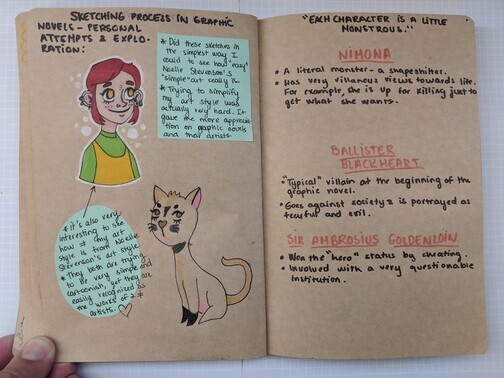 SKETCHING PROCESS IN GRAPHIC
NOVELS - PERSONAL
ATTEMPTS & EXPLO-
RATION:
* Did these sketches in
the simplest way I
could to see how "easy"
Noelle Stevenson's
"simple" art really is.
* Trying to simplify
my art style was
actually very hard. It
gave me more apprecia-
tion on graphic novels
and their artists.
* it's also very
interesting to see
how my art
style is from Noelle
Stevenson's art style.
* They both are trying
to be very simple and
cartoonish, yet they are
easily recognized as
the works of 2 ≠
artists.
"EACH CHARACTER IS A LITTLE
MONSTROUS."
NIMONA
• A literal monster - a shapeshifter.
• Has very villainous views towards life.
For example, she is up for killing just to
get what she wants.
BALLISTER
BLACKHEART
• "Typical" villain at the beginning of the
graphic novel.
• Goes against society & is portrayed as
fearful and evil.
SIR AMBROSIUS GOLDENLOIN
• Won the "hero" status by cheating.
• Involved with a very questionable
institution.